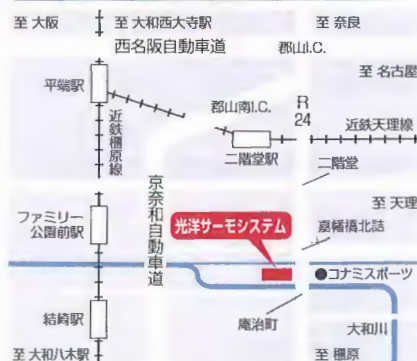 至 大阪
至 大和西大寺駅
至 奈良
西名阪自動車道
郡山I.C.
至 名古屋
平端駅
郡山南I.C.
R
24
近鉄天理線
近鉄橿原線
二階堂駅
二階堂
京奈和自動車道
至 天理
ファミリー
公園前駅
光洋サーモシステム
嘉幡橋北詰
コナミスポーツ
結崎駅
庵治町
大和川
至 大和八木駅
至 橿原